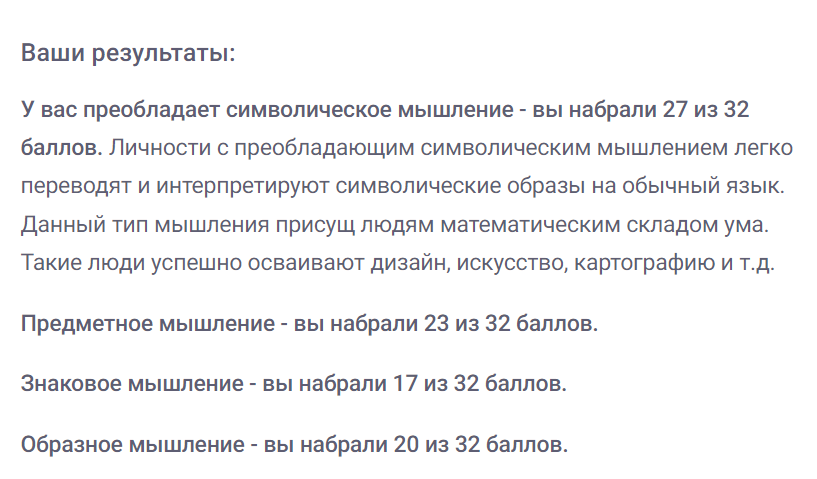 Ваши результаты:
У вас преобладает символическое мышление - вы набрали 27 из 32
баллов. Личности с преобладающим символическим мышлением легко
переводят и интерпретируют символические образы на обычный язык.
Данный тип мышления присущ людям математическим складом ума.
Такие люди успешно осваивают дизайн, искусство, картографию и т.д.
Предметное мышление - вы набрали 23 из 32 баллов.
Знаковое мышление - вы набрали 17 из 32 баллов.
Образное мышление - вы набрали 20 из 32 баллов.